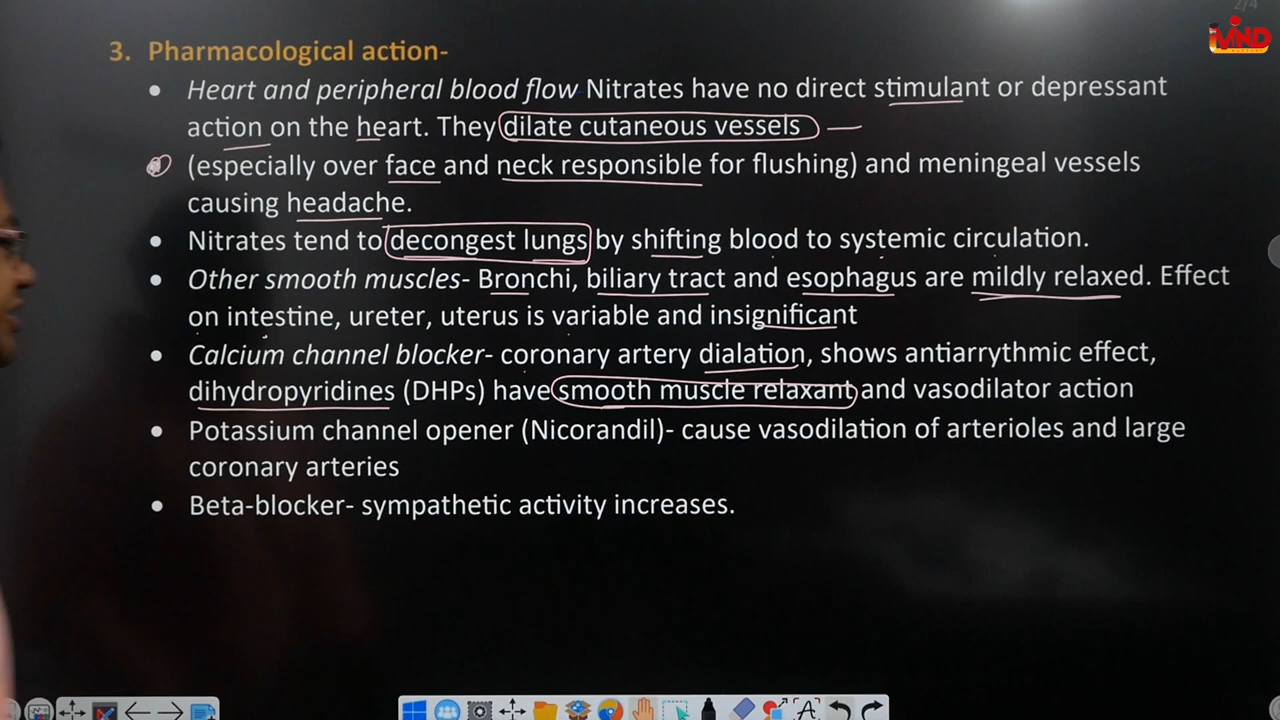 2/4
MIND
3. Pharmacological action-
• Heart and peripheral blood flow Nitrates have no direct stimulant or depressant
action on the heart. They dilate cutaneous vessels
(especially over face and neck responsible for flushing) and meningeal vessels
causing headache.
• Nitrates tend to decongest lungs by shifting blood to systemic circulation.
• Other smooth muscles- Bronchi, biliary tract and esophagus are mildly relaxed. Effect
on intestine, ureter, uterus is variable and insignificant
• Calcium channel blocker- coronary artery dialation, shows antiarrythmic effect,
dihydropyridines (DHPs) have smooth muscle relaxant and vasodilator action
• Potassium channel opener (Nicorandil)- cause vasodilation of arterioles and large
coronary arteries
• Beta-blocker- sympathetic activity increases.